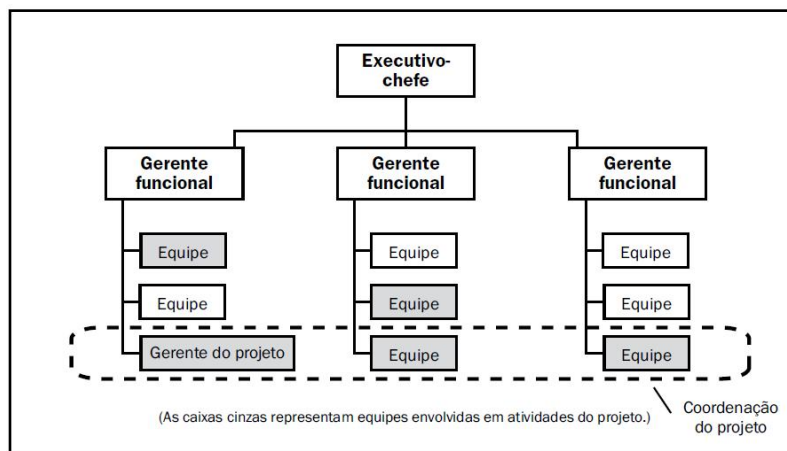 Executivo-
chefe
Gerente
funcional
Gerente
funcional
Gerente
funcional
Equipe
Equipe
Equipe
Equipe
Equipe
Equipe
Gerente do projeto
Equipe
Equipe
(As caixas cinzas representam equipes envolvidas em atividades do projeto.)
Coordenação
do projeto